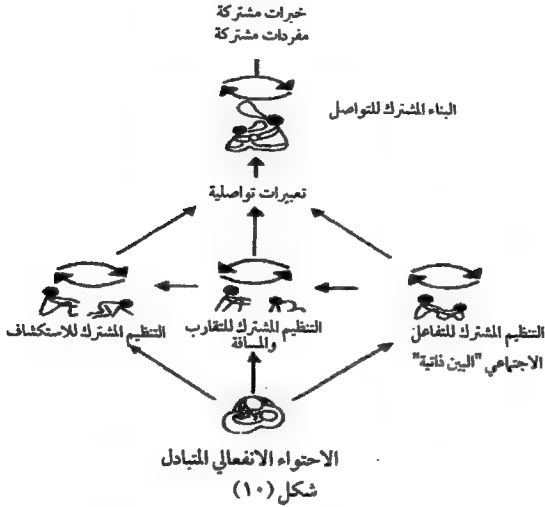 خبرات مشتركة
مفردات مشتركة
البناء المشترك للتواصل
تعبيرات تواصلية
التنظيم المشترك للتفاعل
الاجتماعي "البين ذاتية"
التنظيم المشترك للتقارب
والمسافة
التنظيم المشترك للاستكشاف
الاحتواء الانفعالي المتبادل
شكل (١٠)